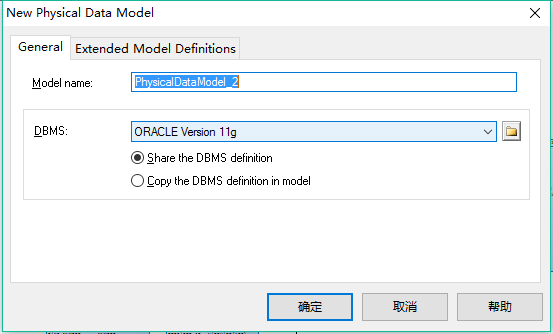 New Physical Data Model
General
Extended Model Definitions
Model name:
PhysicalDataModel_2
DBMS:
ORACLE Version 11g
Share the DBMS definition
Copy the DBMS definition in model
确定
取消
帮助